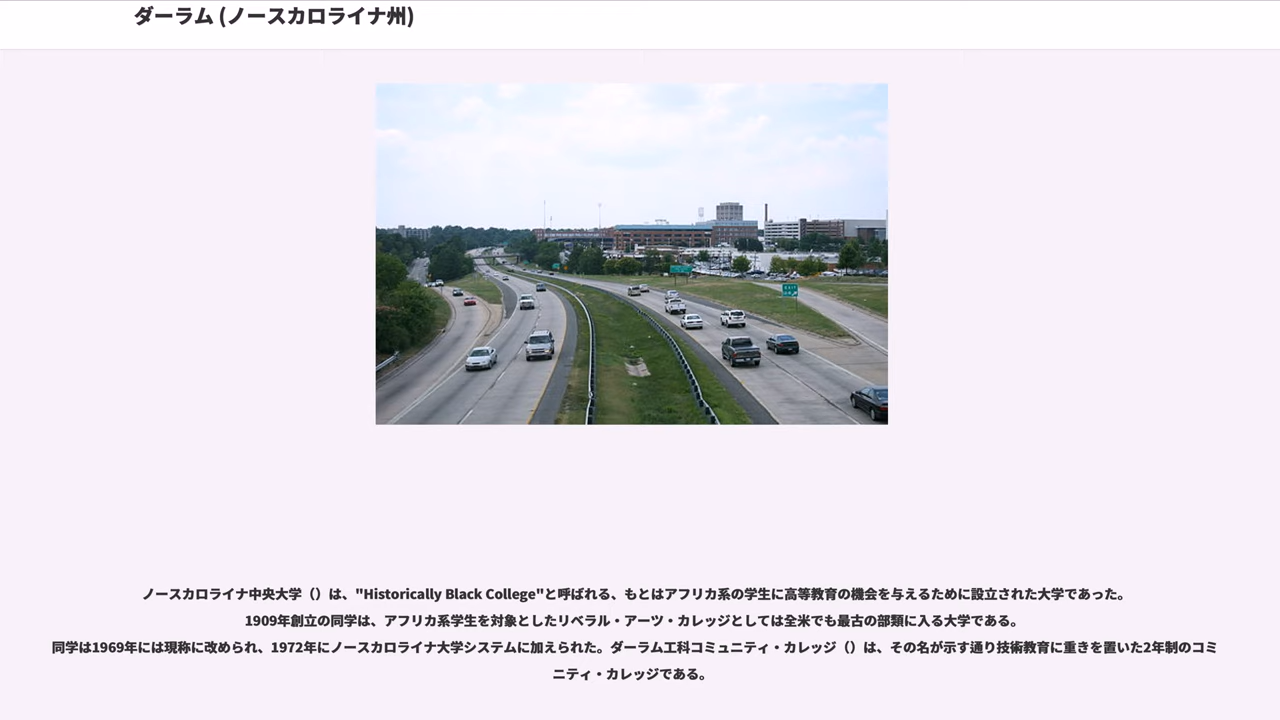 ダーラム (ノースカロライナ州)
ノースカロライナ中央大学（）は、"Historically Black College"と呼ばれる、もとはアフリカ系の学生に高等教育の機会を与えるために設立された大学であった。
1909年創立の同学は、アフリカ系学生を対象としたリベラル・アーツ・カレッジとしては全米でも最古の部類に入る大学である。
同学は1969年には現称に改められ、1972年にノースカロライナ大学システムに加えられた。ダーラム工科コミュニティ・カレッジ（）は、その名が示す通り技術教育に重きを置いた2年制のコミ
ニティ・カレッジである。